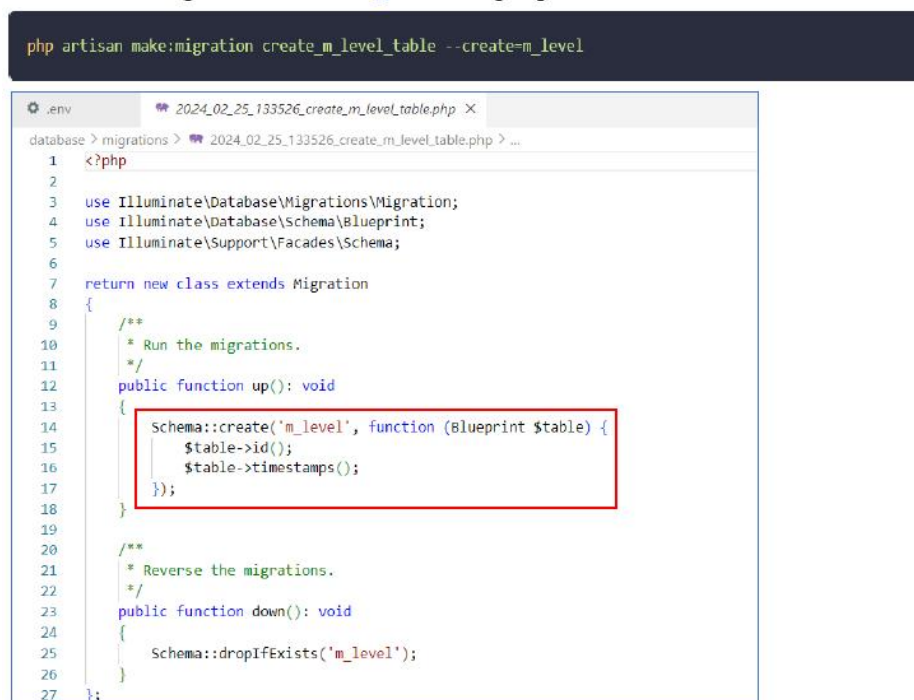 php artisan make:migration create_m_level_table --create=m_level
.env 2024_02_25_133526_create_m_level_table.php ×
database > migrations > 2024_02_25_133526_create_m_level_table.php > ...
1 <?php
2
3 use Illuminate\Database\Migrations\Migration;
4 use Illuminate\Database\Schema\Blueprint;
5 use Illuminate\Support\Facades\Schema;
6
7 return new class extends Migration
8 {
9 /**
10 * Run the migrations.
11 */
12 public function up(): void
13 {
14 Schema::create('m_level', function (Blueprint $table) {
15 $table->id();
16 $table->timestamps();
17 });
18 }
19
20 /**
21 * Reverse the migrations.
22 */
23 public function down(): void
24 {
25 Schema::dropIfExists('m_level');
26 }
27 };